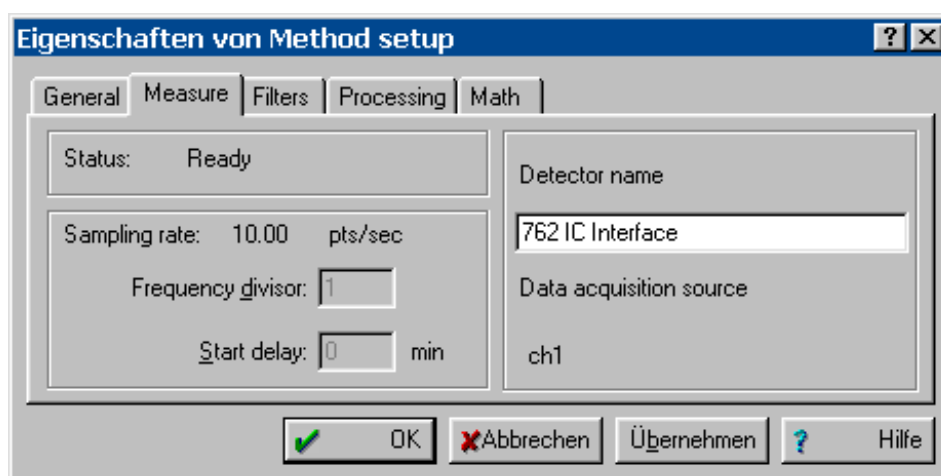 Eigenschaften von Method setup
General Measure Filters Processing Math
Status: Ready
Sampling rate: 10.00 pts/sec
Frequency divisor: 1
Start delay: 0 min
Detector name
762 IC Interface
Data acquisition source
ch1
OK Abbrechen Übernehmen Hilfe